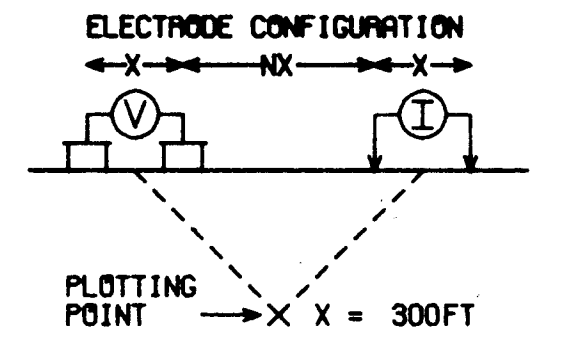 ELECTRODE CONFIGURATION
X NX X
V I
PLOTTING
POINT X X = 300FT